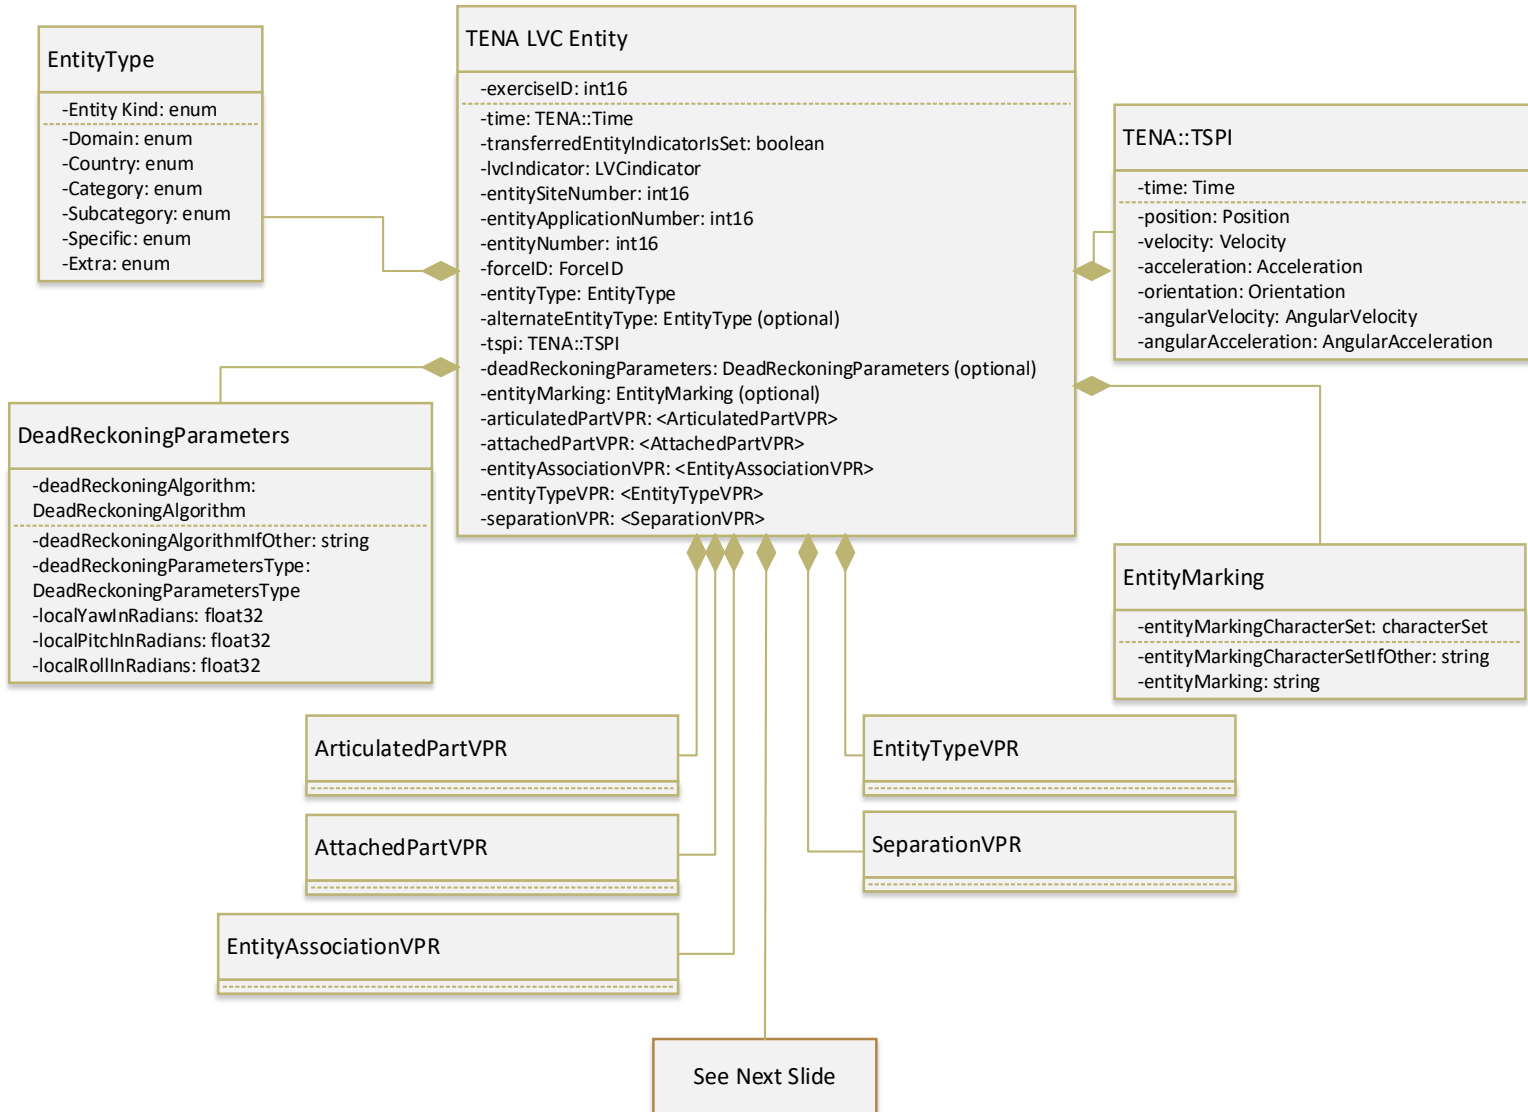 EntityType
-Entity Kind: enum
-Domain: enum
-Country: enum
-Category: enum
-Subcategory: enum
-Specific: enum
-Extra: enum
TENA LVC Entity
-exerciseID: int16
-time: TENA::Time
-transferredEntityIndicatorIsSet: boolean
-lvcIndicator: LVCindicator
-entitySiteNumber: int16
-entityApplicationNumber: int16
-entityNumber: int16
-forceID: ForceID
-entityType: EntityType
-alternateEntityType: EntityType (optional)
-tspi: TENA::TSPI
-deadReckoningParameters: DeadReckoningParameters (optional)
-entityMarking: EntityMarking (optional)
-articulatedPartVPR: <ArticulatedPartVPR>
-attachedPartVPR: <AttachedPartVPR>
-entityAssociationVPR: <EntityAssociationVPR>
-entityTypeVPR: <EntityTypeVPR>
-separationVPR: <SeparationVPR>
TENA::TSPI
-time: Time
-position: Position
-velocity: Velocity
-acceleration: Acceleration
-orientation: Orientation
-angularVelocity: AngularVelocity
-angularAcceleration: AngularAcceleration
DeadReckoningParameters
-deadReckoningAlgorithm:
DeadReckoningAlgorithm
-deadReckoningAlgorithmIfOther: string
-deadReckoningParametersType:
DeadReckoningParametersType
-localYawInRadians: float32
-localPitchInRadians: float32
-localRollInRadians: float32
EntityMarking
-entityMarkingCharacterSet: characterSet
-entityMarkingCharacterSetIfOther: string
-entityMarking: string
ArticulatedPartVPR
EntityTypeVPR
AttachedPartVPR
SeparationVPR
EntityAssociationVPR
See Next Slide